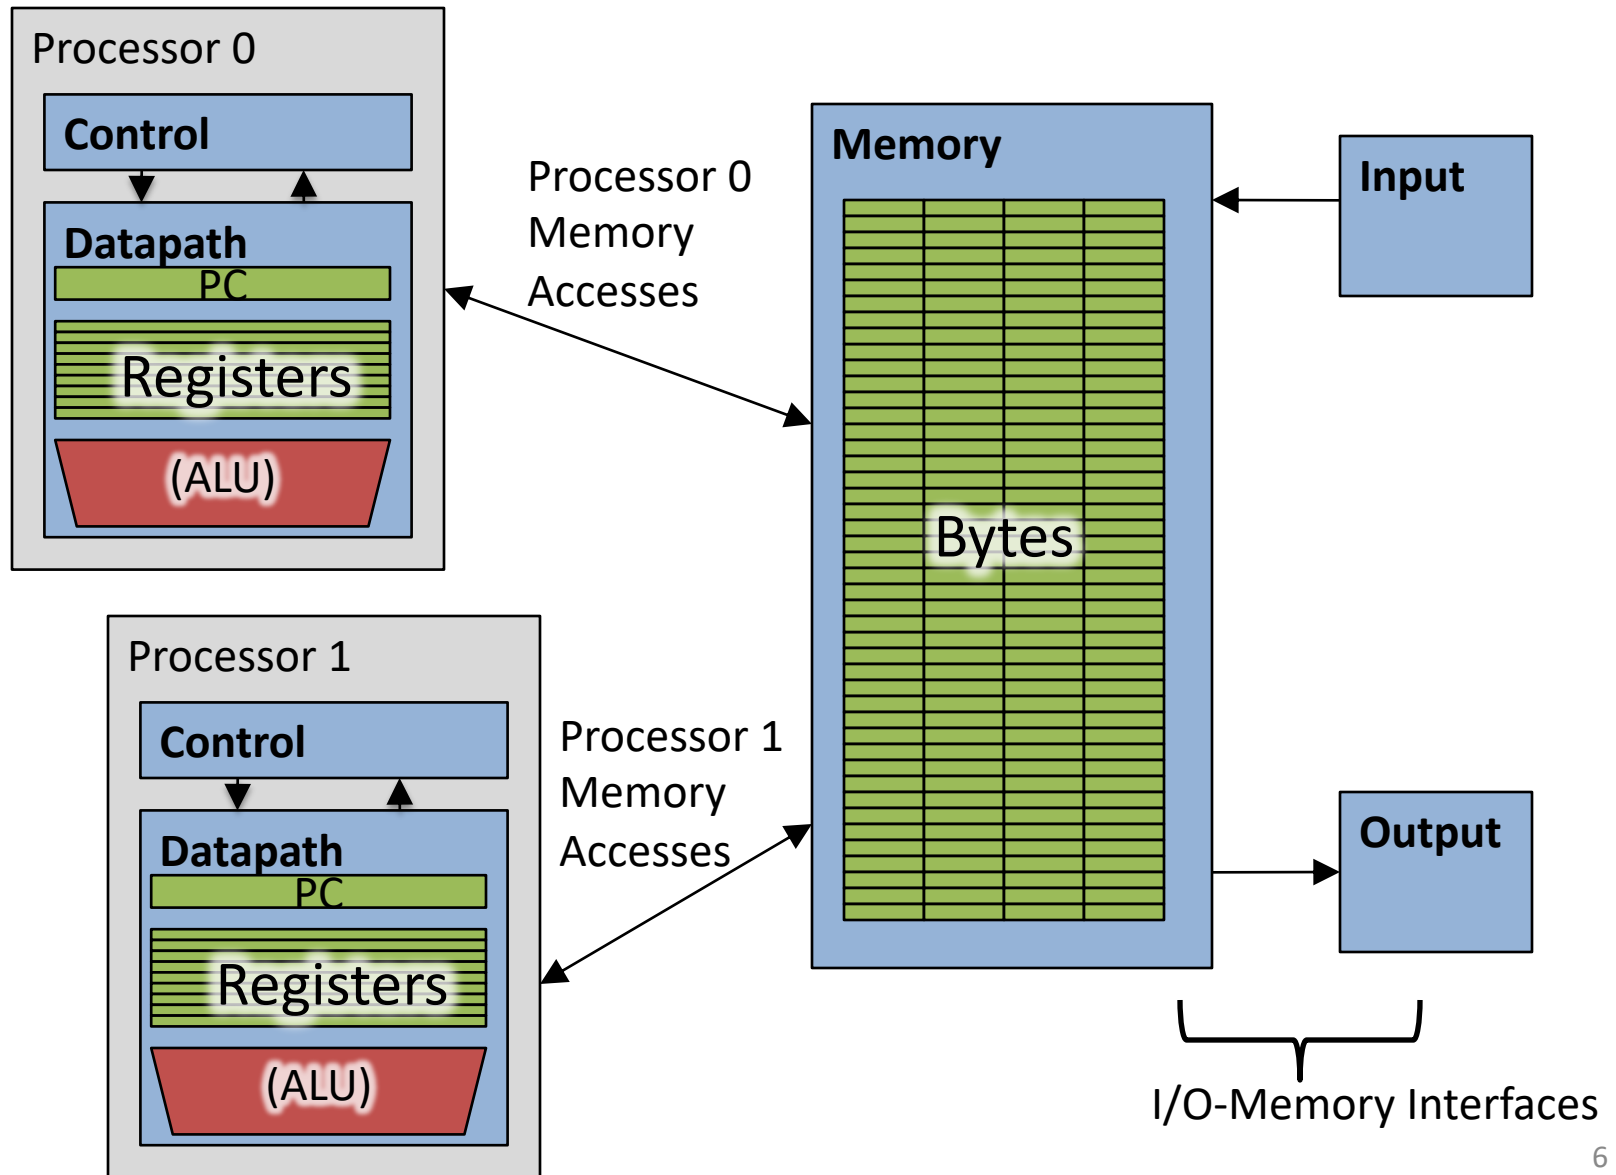 Processor 0
Control
Datapath
PC
Registers
(ALU)
Processor 0
Memory
Accesses
Memory
Bytes
Input
Processor 1
Control
Datapath
PC
Registers
(ALU)
Processor 1
Memory
Accesses
Output
I/O-Memory Interfaces
6